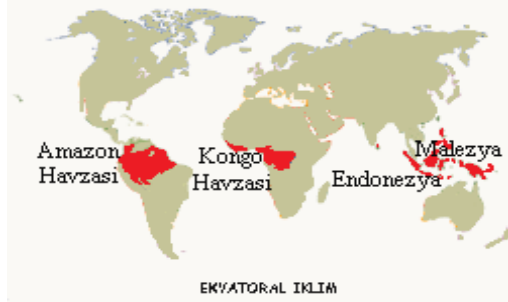 Amazon
Havzasi
Kongo
Havzasi
Malezya
Endonezya
EKVATORAL IKLIM